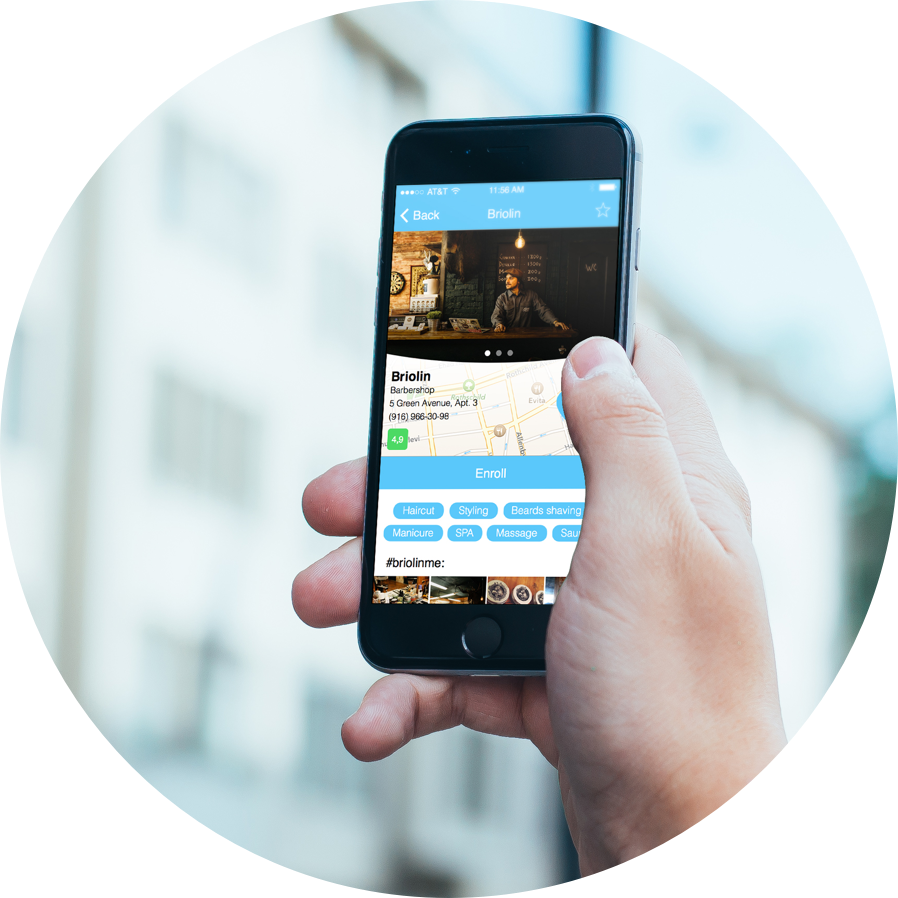 AT&T 11:56 AM
Back Briolin
WC
Briolin
Barbershop
5 Green Avenue, Apt. 3
(916) 966-30-98
4,9
Evita
Enroll
Haircut Styling Beards shaving
Manicure SPA Massage Sau
#briolinme: